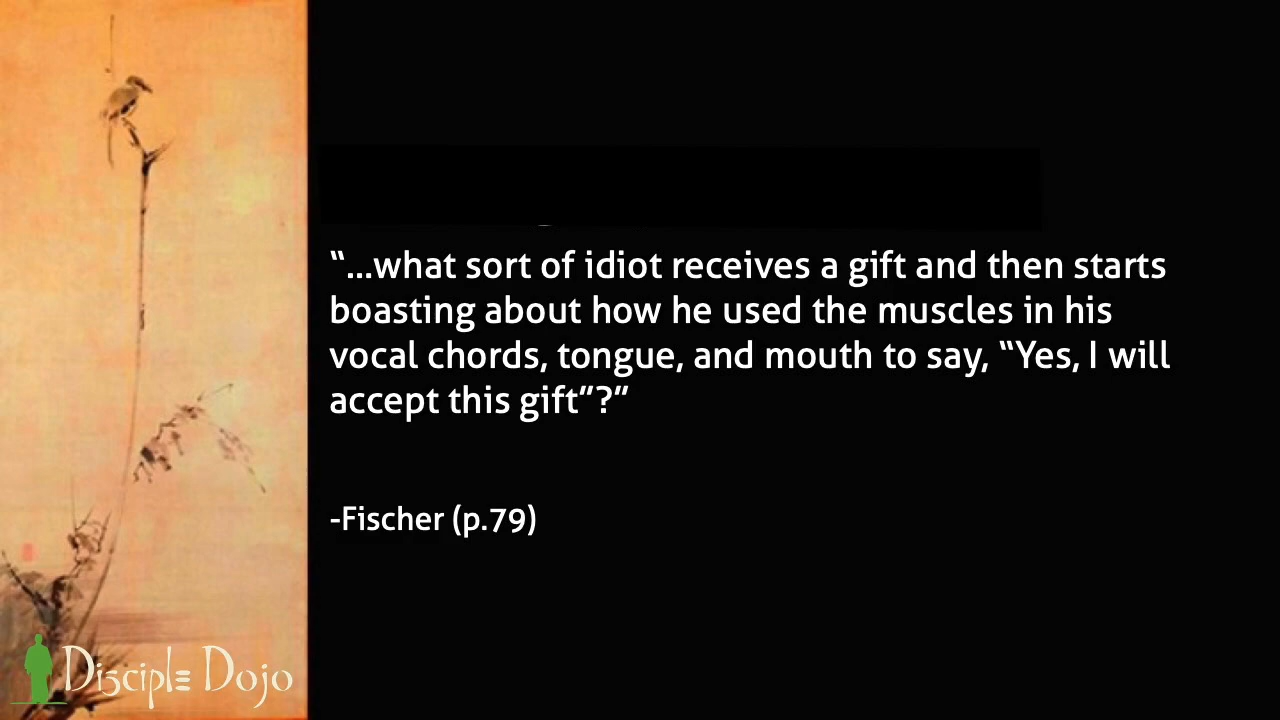 “...what sort of idiot receives a gift and then starts
boasting about how he used the muscles in his
vocal chords, tongue, and mouth to say, “Yes, I will
accept this gift”?”
-Fischer (p.79)
Disciple Dojo